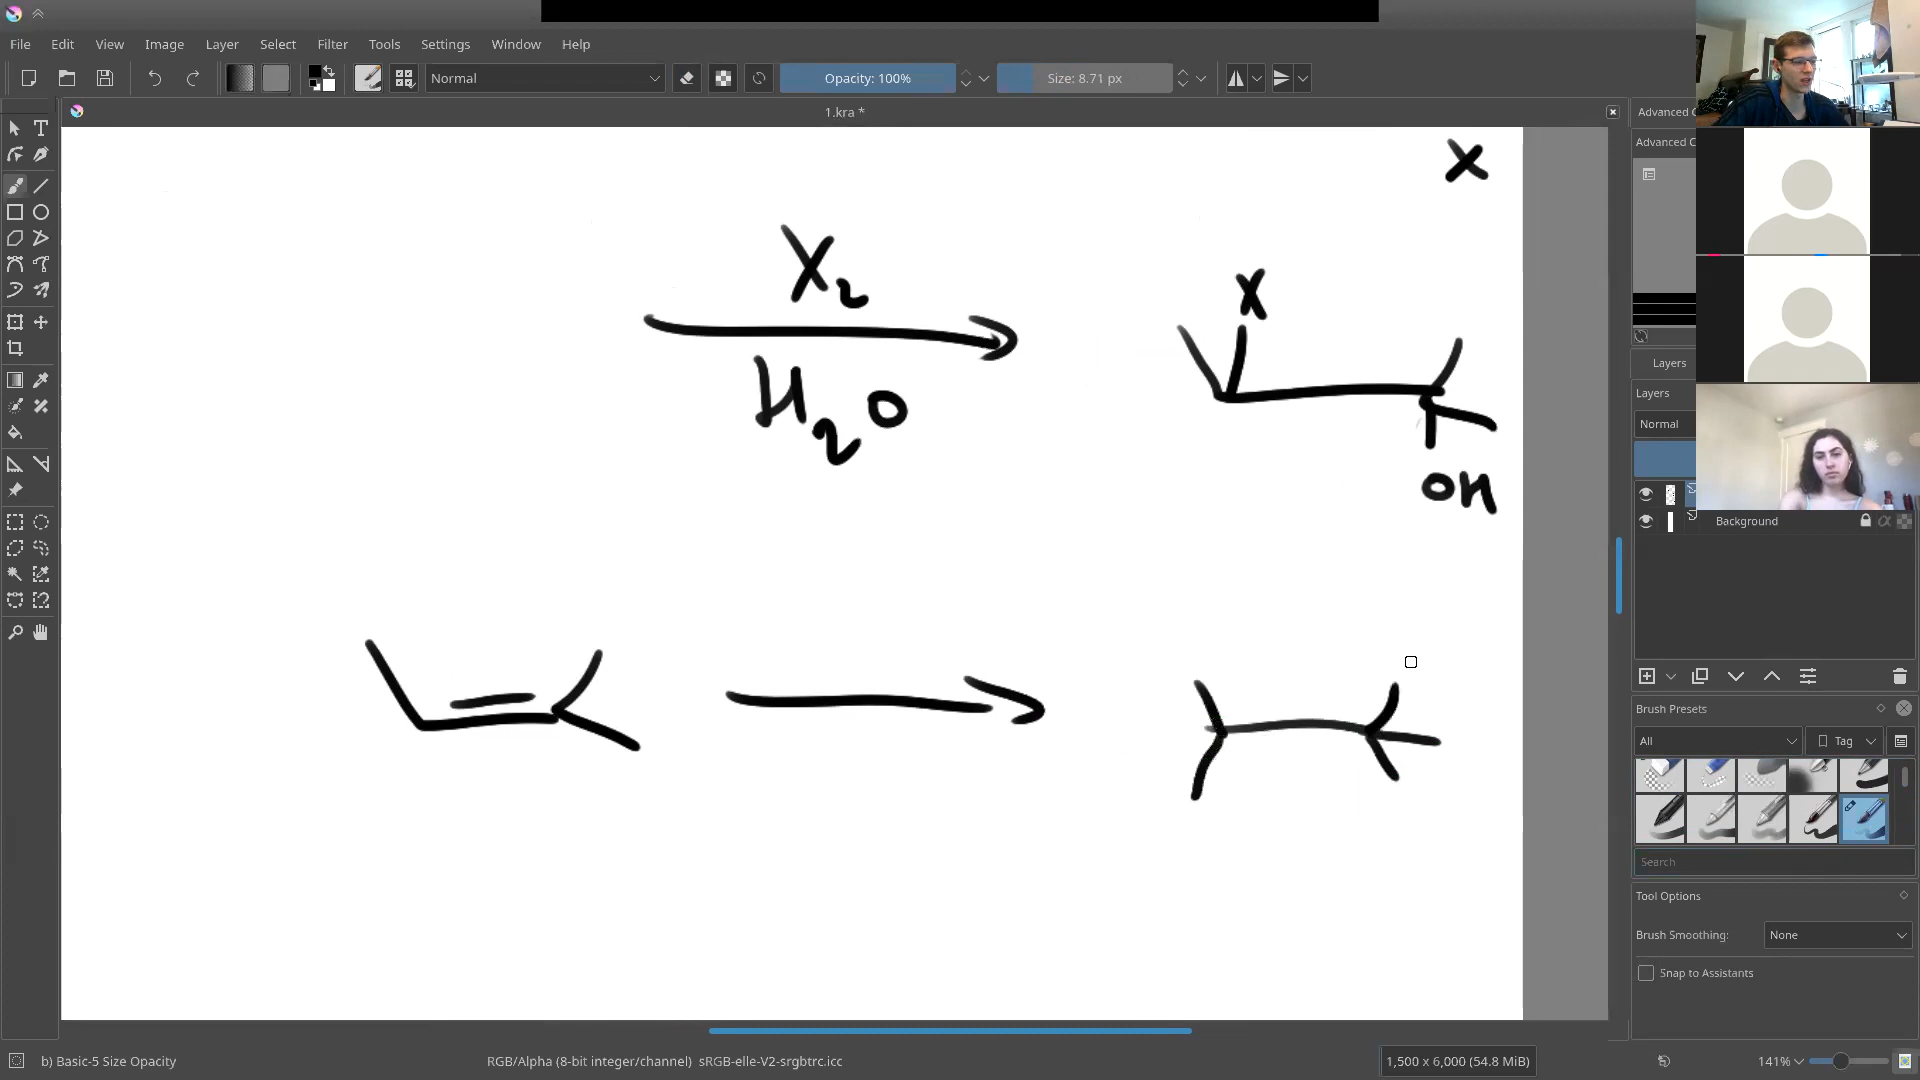 File Edit View Image Layer Select Filter Tools Settings Window Help
Normal
Opacity: 100%
Size: 8.71 px
1.kra *
Advanced C
Advanced C
X
X2
H2O
X
OH
Layers
Layers
Normal
Background
Brush Presets
All
Tag
Search
Tool Options
Brush Smoothing: None
Snap to Assistants
b) Basic-5 Size Opacity
RGB/Alpha (8-bit integer/channel) sRGB-elle-V2-srgbtrc.icc
1,500 x 6,000 (54.8 MiB)
141%